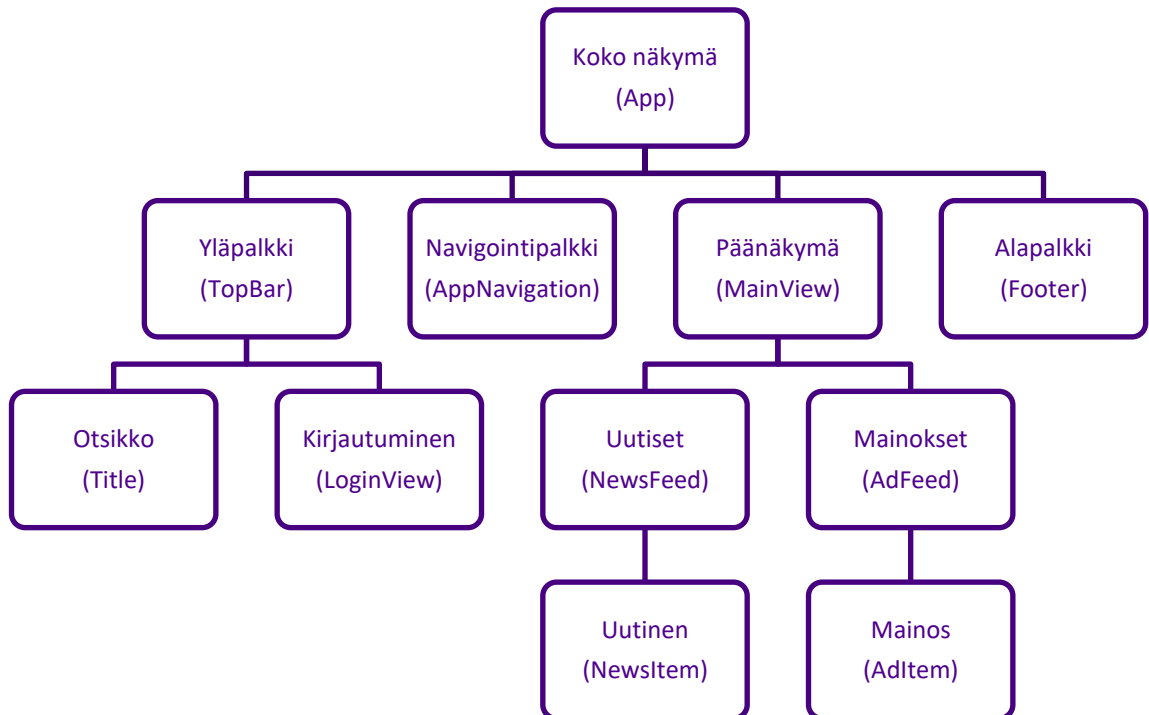 Koko näkymä
(App)
Yläpalkki
(TopBar)
Navigointipalkki
(AppNavigation)
Päänäkymä
(MainView)
Alapalkki
(Footer)
Otsikko
(Title)
Kirjautuminen
(LoginView)
Uutiset
(NewsFeed)
Mainokset
(AdFeed)
Uutinen
(NewsItem)
Mainos
(AdItem)